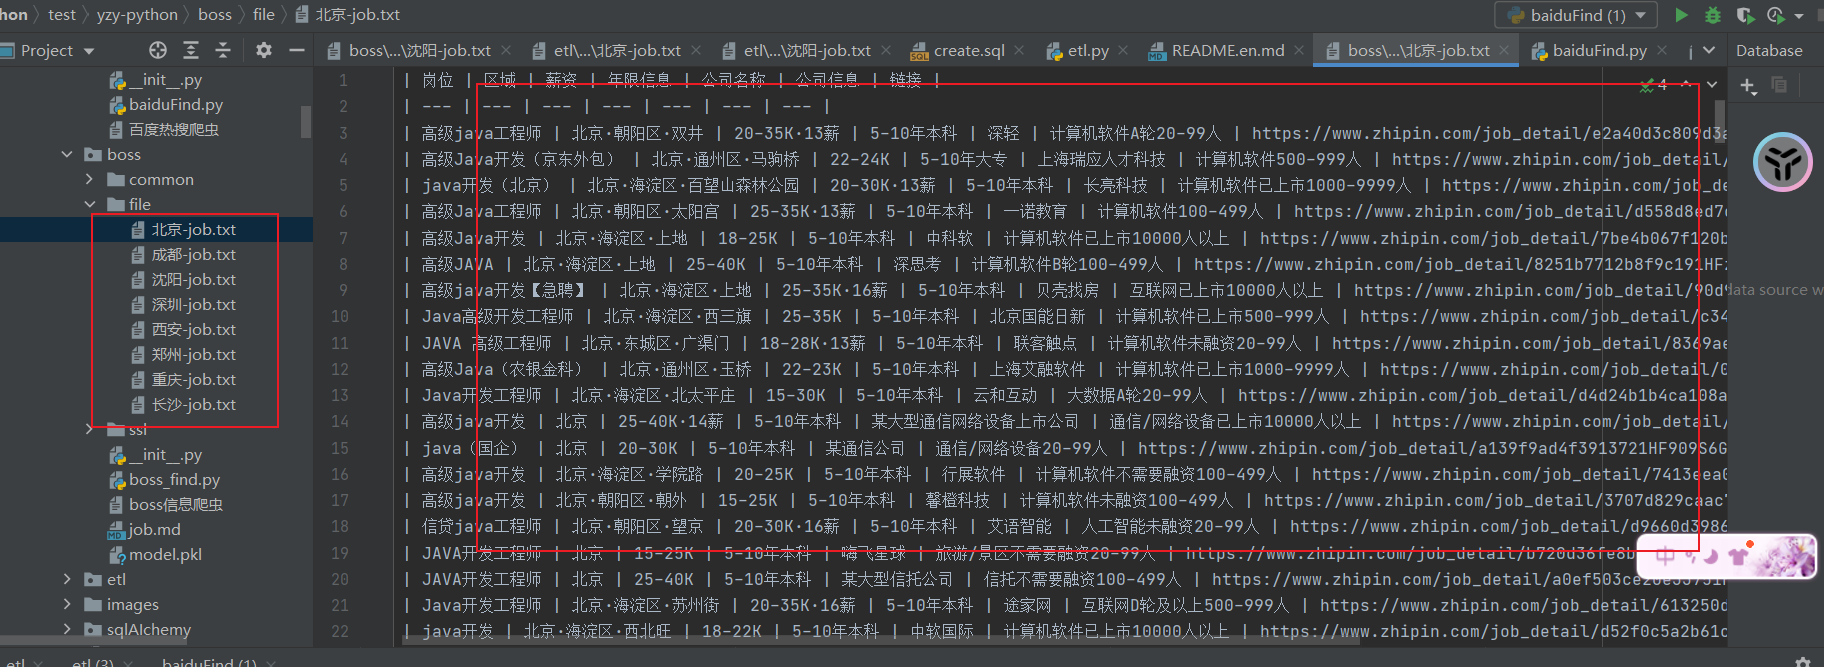 hon test yzy-python boss file 北京-job.txt baiduFind (1)
Project boss\...\沈阳-job.txt etl\...\北京-job.txt etl\...\沈阳-job.txt create.sql etl.py README.en.md boss\...\北京-job.txt baiduFind.py Database
__init__.py
baiduFind.py
百度热搜爬虫
boss
common
file
北京-job.txt
成都-job.txt
沈阳-job.txt
深圳-job.txt
西安-job.txt
郑州-job.txt
重庆-job.txt
长沙-job.txt
ssl
__init__.py
boss_find.py
boss信息爬虫
job.md
model.pkl
etl
images
sqlAlchemy
1 | 岗位 | 区域 | 薪资 | 年限信息 | 公司名称 | 公司信息 | 链接 |
2 | --- | --- | --- | --- | --- | --- | --- |
3 | 高级java工程师 | 北京·朝阳区·双井 | 20-35K·13薪 | 5-10年本科 | 深轻 | 计算机软件A轮20-99人 | https://www.zhipin.com/job_detail/e2a40d3c809d3a
4 | 高级Java开发（京东外包） | 北京·通州区·马驹桥 | 22-24K | 5-10年大专 | 上海瑞应人才科技 | 计算机软件500-999人 | https://www.zhipin.com/job_detail/
5 | java开发（北京） | 北京·海淀区·百望山森林公园 | 20-30K·13薪 | 5-10年本科 | 长亮科技 | 计算机软件已上市1000-9999人 | https://www.zhipin.com/job_de
6 | 高级Java工程师 | 北京·朝阳区·太阳宫 | 25-35K·13薪 | 5-10年本科 | 一诺教育 | 计算机软件100-499人 | https://www.zhipin.com/job_detail/d558d8ed7
7 | 高级Java开发 | 北京·海淀区·上地 | 18-25K | 5-10年本科 | 中科软 | 计算机软件已上市10000人以上 | https://www.zhipin.com/job_detail/7be4b067f120b
8 | 高级JAVA | 北京·海淀区·上地 | 25-40K | 5-10年本科 | 深思考 | 计算机软件B轮100-499人 | https://www.zhipin.com/job_detail/8251b7712b8f9c191HF
9 | 高级java开发【急聘】 | 北京·海淀区·上地 | 25-35K·16薪 | 5-10年本科 | 贝壳找房 | 互联网已上市10000人以上 | https://www.zhipin.com/job_detail/90d
10 | Java高级开发工程师 | 北京·海淀区·西三旗 | 25-35K | 5-10年本科 | 北京国能日新 | 计算机软件已上市500-999人 | https://www.zhipin.com/job_detail/c34
11 | JAVA 高级工程师 | 北京·东城区·广渠门 | 18-28K·13薪 | 5-10年本科 | 联客触点 | 计算机软件未融资20-99人 | https://www.zhipin.com/job_detail/8369ae
12 | 高级Java（农银金科） | 北京·通州区·玉桥 | 22-23K | 5-10年本科 | 上海艾融软件 | 计算机软件已上市1000-9999人 | https://www.zhipin.com/job_detail/0
13 | Java开发工程师 | 北京·海淀区·北太平庄 | 15-30K | 5-10年本科 | 云和互动 | 大数据A轮20-99人 | https://www.zhipin.com/job_detail/d4d24b1b4ca108a
14 | 高级java开发 | 北京 | 25-40K·14薪 | 5-10年本科 | 某大型通信网络设备上市公司 | 通信/网络设备已上市10000人以上 | https://www.zhipin.com/job_detail/
15 | java（国企） | 北京 | 20-30K | 5-10年本科 | 某通信公司 | 通信/网络设备20-99人 | https://www.zhipin.com/job_detail/a139f9ad4f3913721HF909S6G
16 | 高级java开发 | 北京·海淀区·学院路 | 20-25K | 5-10年本科 | 行展软件 | 计算机软件不需要融资100-499人 | https://www.zhipin.com/job_detail/7413eea0
17 | 高级java开发 | 北京·朝阳区·朝外 | 15-25K | 5-10年本科 | 馨橙科技 | 计算机软件未融资100-499人 | https://www.zhipin.com/job_detail/3707d829caac
18 | 信贷java工程师 | 北京·朝阳区·望京 | 20-30K·16薪 | 5-10年本科 | 艾语智能 | 人工智能未融资20-99人 | https://www.zhipin.com/job_detail/d9660d3986
19 | JAVA开发工程师 | 北京 | 15-25K | 5-10年本科 | 嗨飞星球 | 旅游/景区不需要融资20-99人 | https://www.zhipin.com/job_detail/b720d36fe8b
20 | JAVA开发工程师 | 北京 | 25-40K | 5-10年本科 | 某大型信托公司 | 信托不需要融资100-499人 | https://www.zhipin.com/job_detail/a0ef503ce20e
21 | Java开发工程师 | 北京·海淀区·苏州街 | 20-35K·16薪 | 5-10年本科 | 途家网 | 互联网D轮及以上500-999人 | https://www.zhipin.com/job_detail/613250d
22 | java开发 | 北京·海淀区·西北旺 | 18-22K | 5-10年本科 | 中软国际 | 计算机软件已上市10000人以上 | https://www.zhipin.com/job_detail/d52f0c5a2b61c
4
data source w
中
etl etl (3) baiduFind (1)